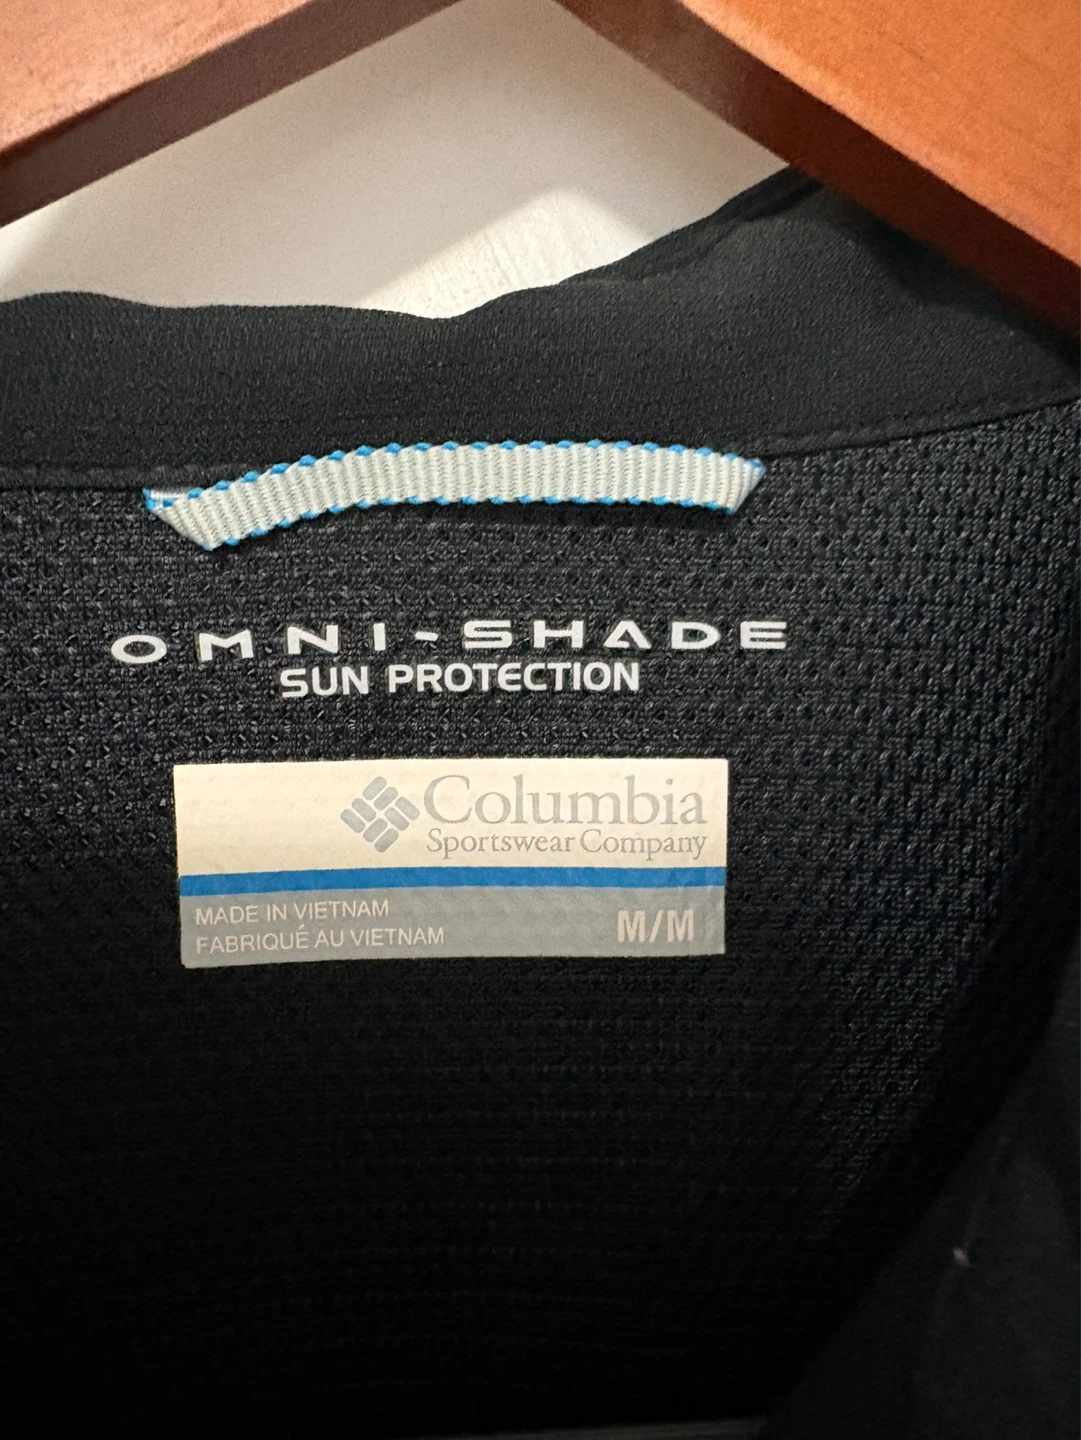 OMNI-SHADE
SUN PROTECTION
Columbia
Sportswear Company
MADE IN VIETNAM
FABRIQUÉ AU VIETNAM
M/M